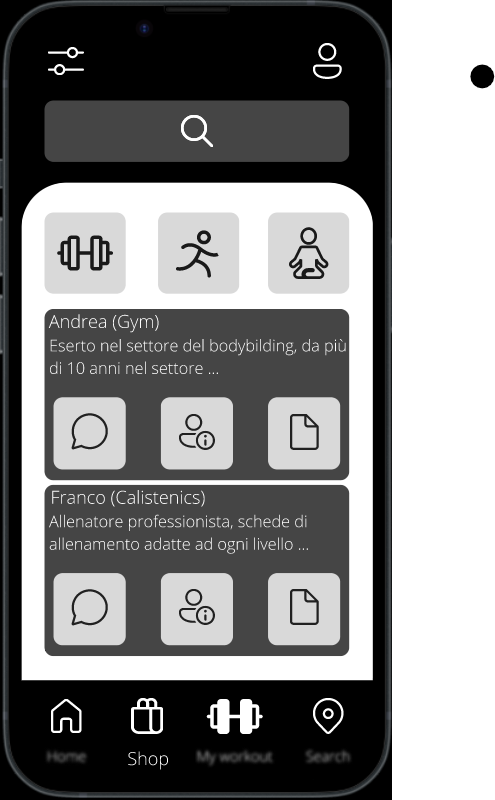 Andrea (Gym)
Eserto nel settore del bodybilding, da più
di 10 anni nel settore ...
Franco (Calistenics)
Allenatore professionista, schede di
allenamento adatte ad ogni livello ...
Home
Shop
My workout
Search